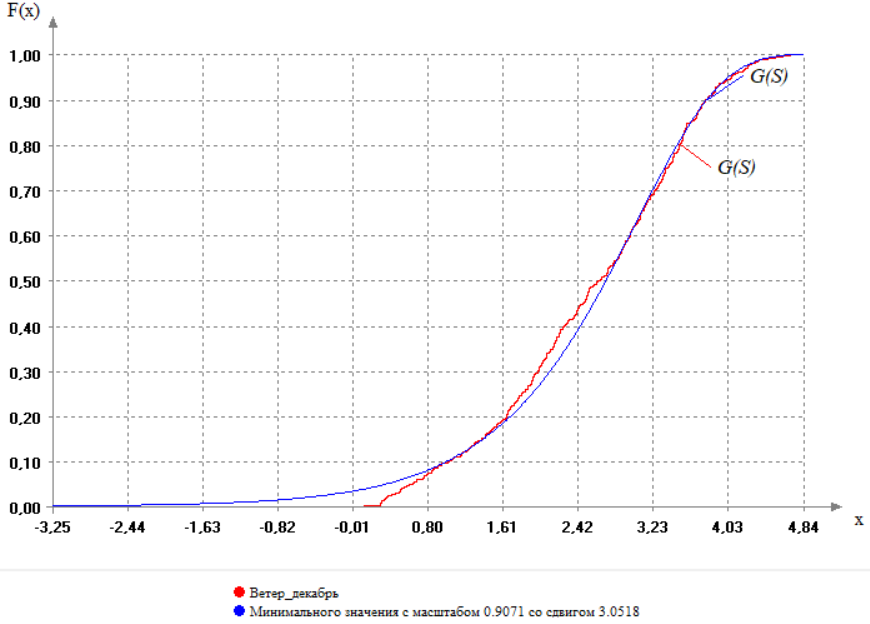 F(x)
1,00
G(S)
0,90
0,80
G(S)
0,70
0,60
0,50
0,40
0,30
0,20
0,10
0,00
-3,25 -2,44 -1,63 -0,82 -0,01 0,80 1,61 2,42 3,23 4,03 4,84 x
Ветер_декабрь
Минимального значения с масштабом 0.9071 со сдвигом 3.0518